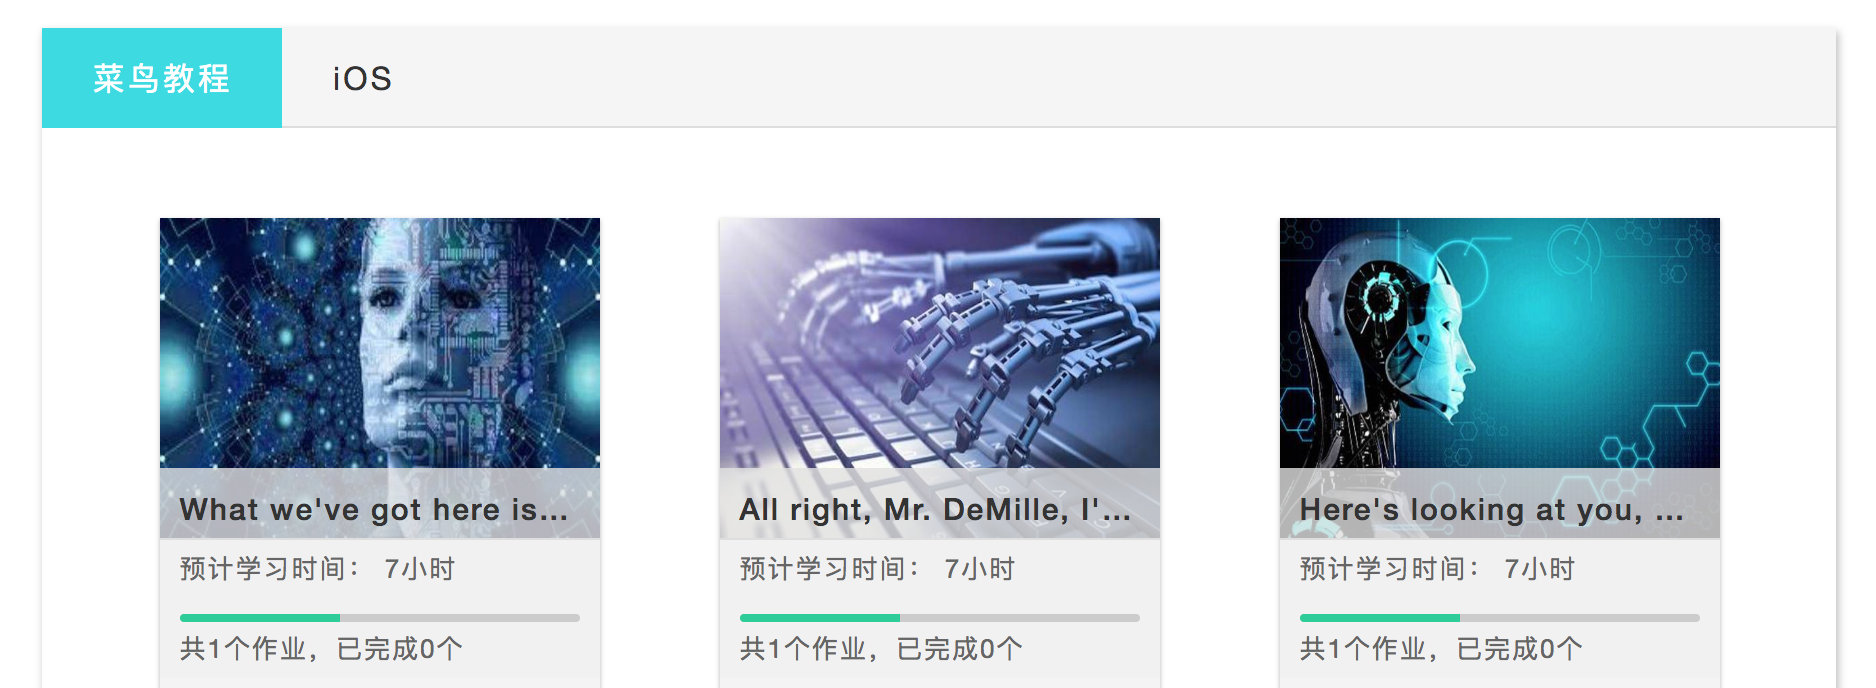 菜鸟教程
iOS
What we've got here is...
All right, Mr. DeMille, I'...
Here's looking at you, ...
预计学习时间： 7小时
预计学习时间： 7小时
预计学习时间： 7小时
共1个作业，已完成0个
共1个作业，已完成0个
共1个作业，已完成0个